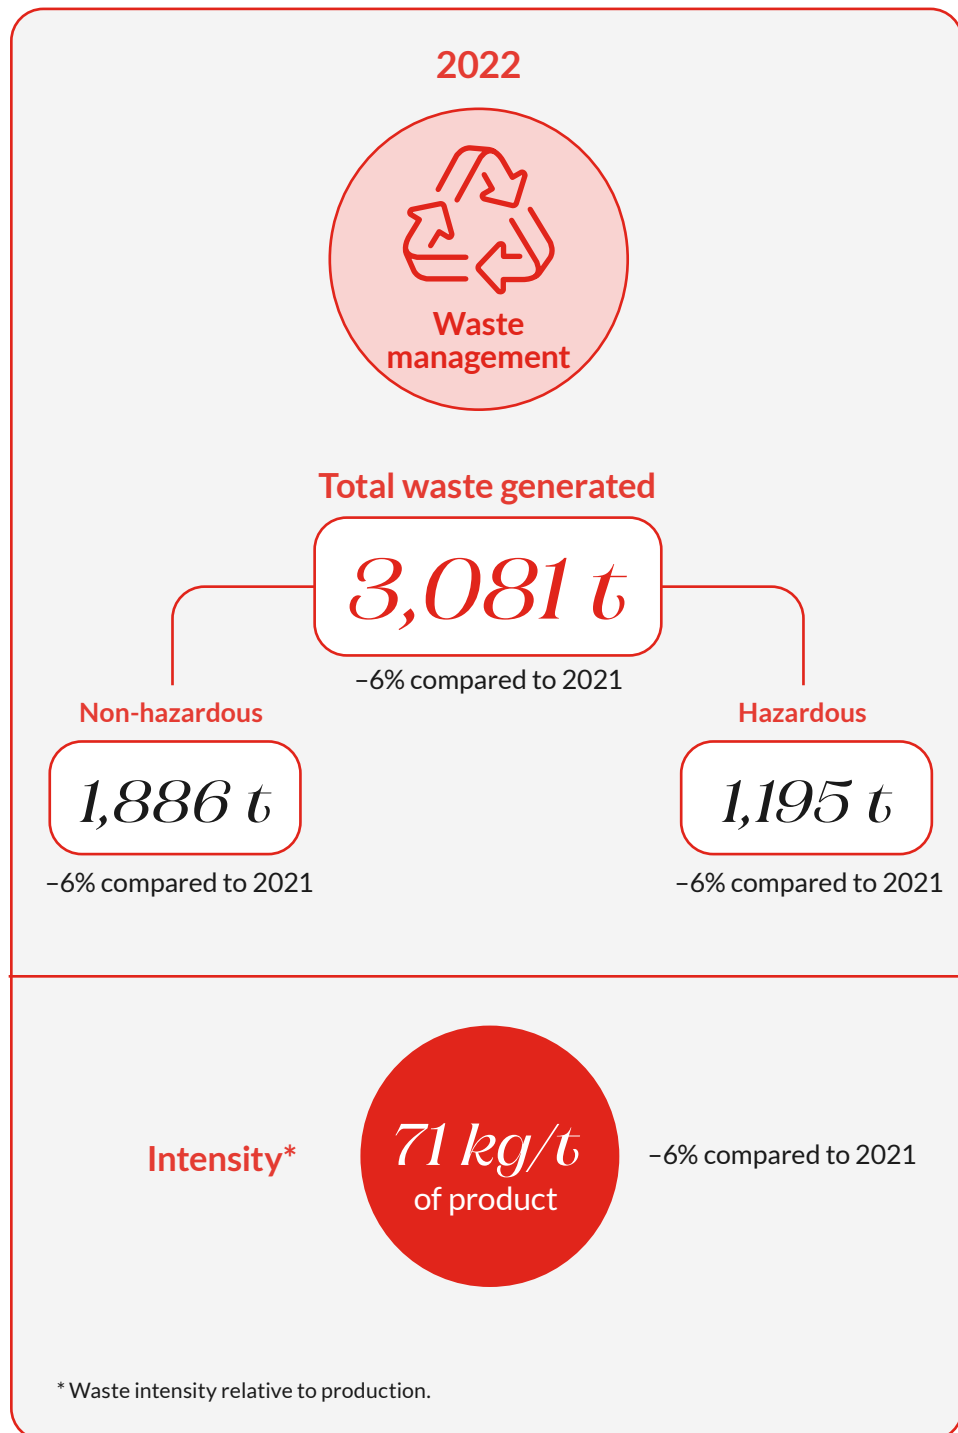 2022
Waste
management
Total waste generated
3,081 t
–6% compared to 2021
Non-hazardous
1,886 t
–6% compared to 2021
Hazardous
1,195 t
–6% compared to 2021
Intensity*
71 kg/t
of product
–6% compared to 2021
* Waste intensity relative to production.